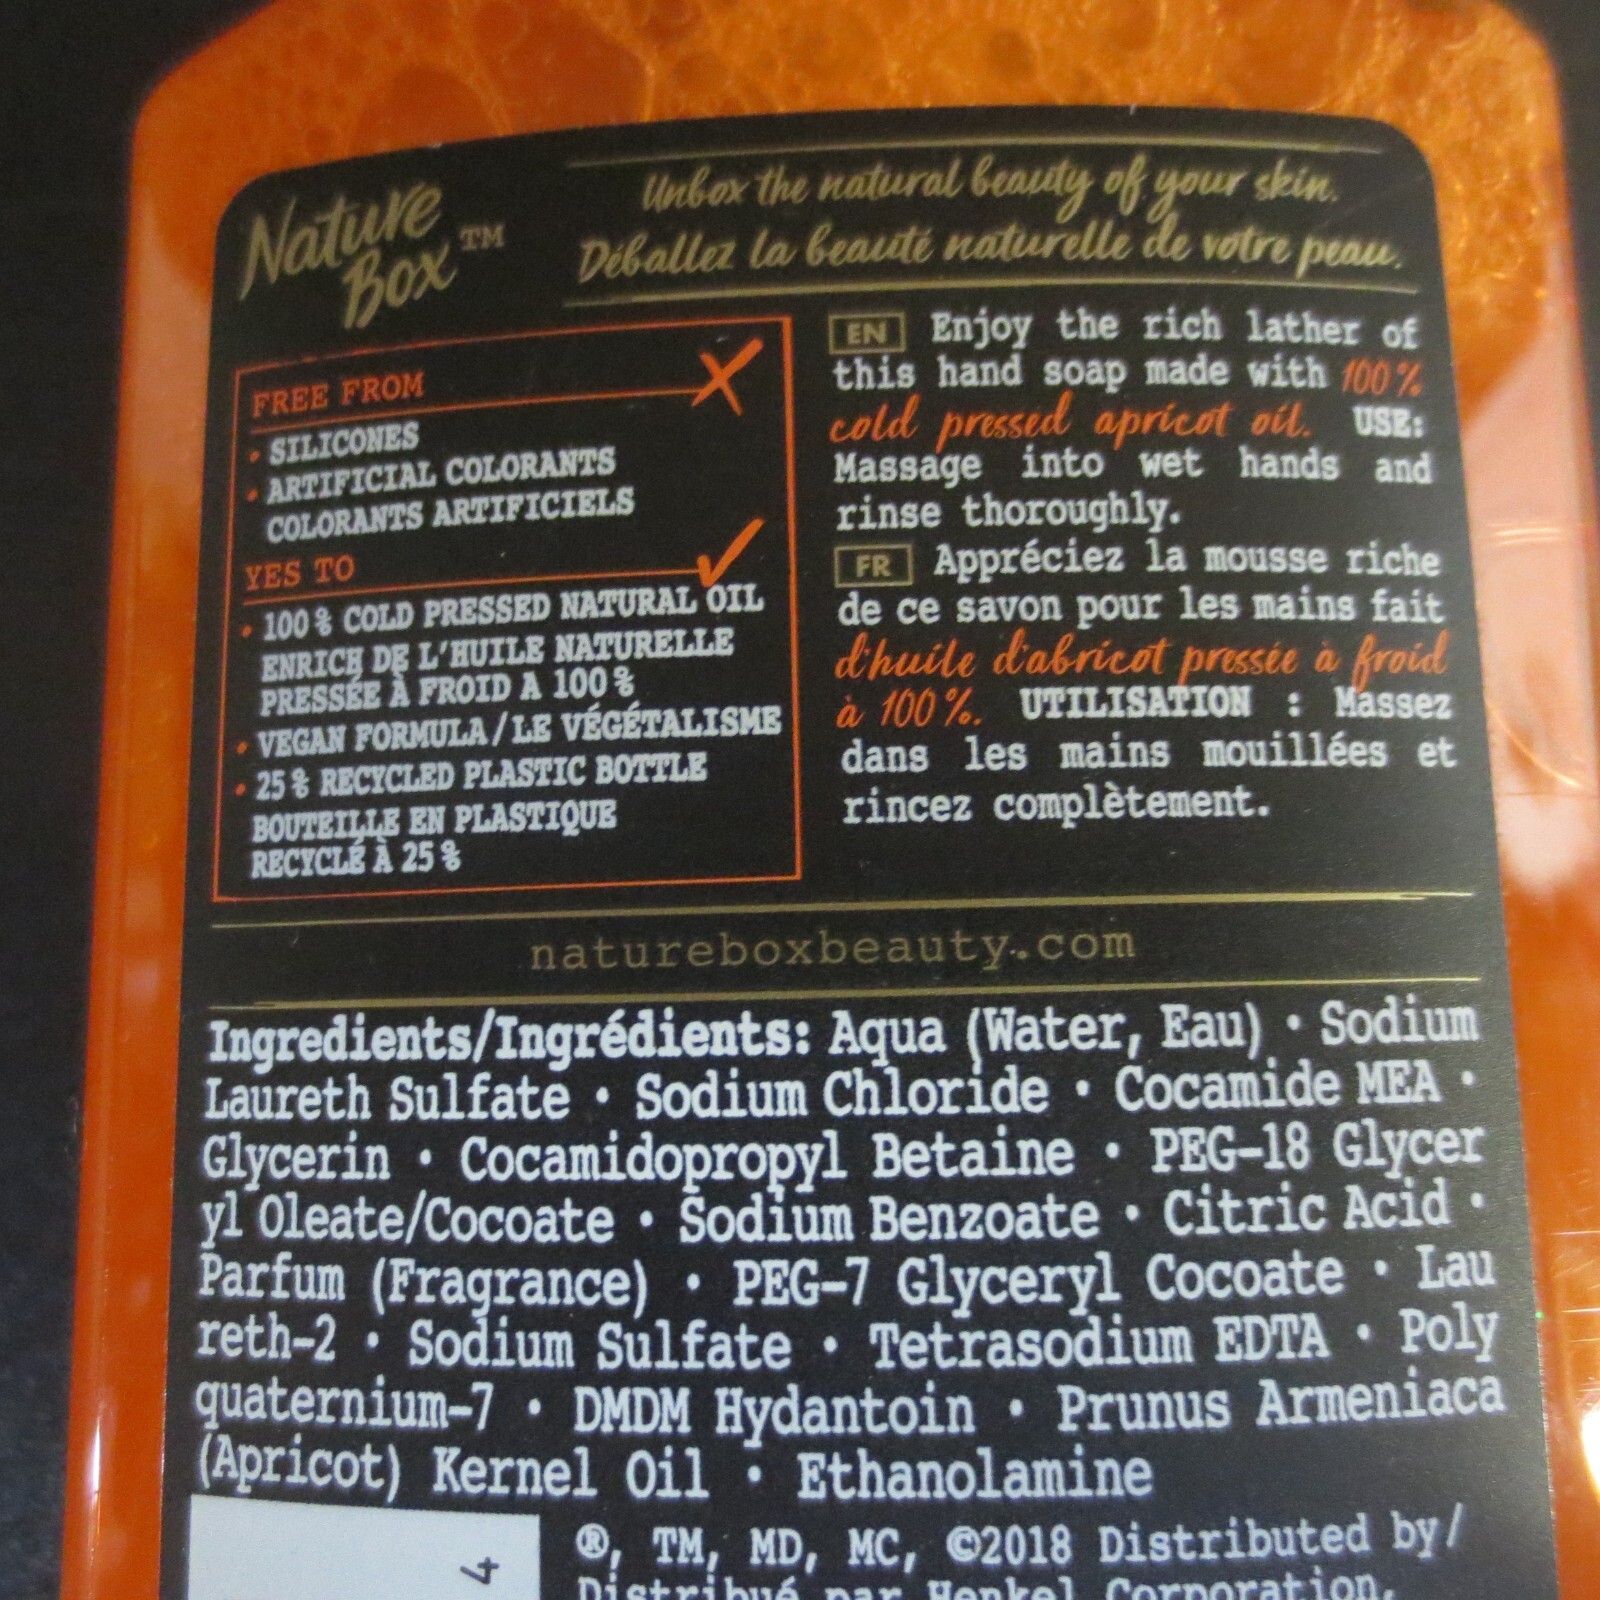 Nature
Box™
Unbox the natural beauty of your skin.
Déballez la beauté naturelle de votre peau.
FREE FROM
• SILICONES
• ARTIFICIAL COLORANTS
COLORANTS ARTIFICIELS
YES TO
• 100% COLD PRESSED NATURAL OIL
ENRICH DE L'HUILE NATURELLE
PRESSÉE À FROID A 100%
• VEGAN FORMULA/LE VÉGÉTALISME
• 25% RECYCLED PLASTIC BOTTLE
BOUTEILLE EN PLASTIQUE
RECYCLÉ À 25%
EN Enjoy the rich lather of
this hand soap made with 100%
cold pressed apricot oil. USE:
Massage into wet hands and
rinse thoroughly.
FR Appréciez la mousse riche
de ce savon pour les mains fait
d'huile d'abricot pressée à froid
à 100%. UTILISATION : Massez
dans les mains mouillées et
rincez complètement.
natureboxbeauty.com
Ingredients/Ingrédients: Aqua (Water, Eau) • Sodium
Laureth Sulfate • Sodium Chloride • Cocamide MEA •
Glycerin • Cocamidopropyl Betaine • PEG-18 Glycer
yl Oleate/Cocoate • Sodium Benzoate • Citric Acid •
Parfum (Fragrance) • PEG-7 Glyceryl Cocoate • Lau
reth-2 • Sodium Sulfate • Tetrasodium EDTA • Poly
quaternium-7 • DMDM Hydantoin • Prunus Armeniaca
(Apricot) Kernel Oil • Ethanolamine
®, TM, MD, MC, ©2018 Distributed by/
Distribué par Henkel Corporation,
4